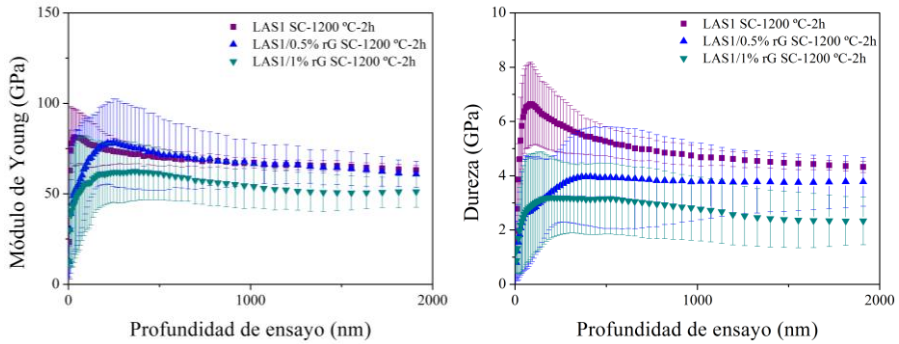 LAS1 SC-1200 ºC-2h
LAS1/0.5% rG SC-1200 ºC-2h
LAS1/1% rG SC-1200 ºC-2h
150
100
50
0
0
1000
2000
Módulo de Young (GPa)
Profundidad de ensayo (nm)
LAS1 SC-1200 ºC-2h
LAS1/0.5% rG SC-1200 ºC-2h
LAS1/1% rG SC-1200 ºC-2h
10
8
6
4
2
0
0
1000
2000
Dureza (GPa)
Profundidad de ensayo (nm)